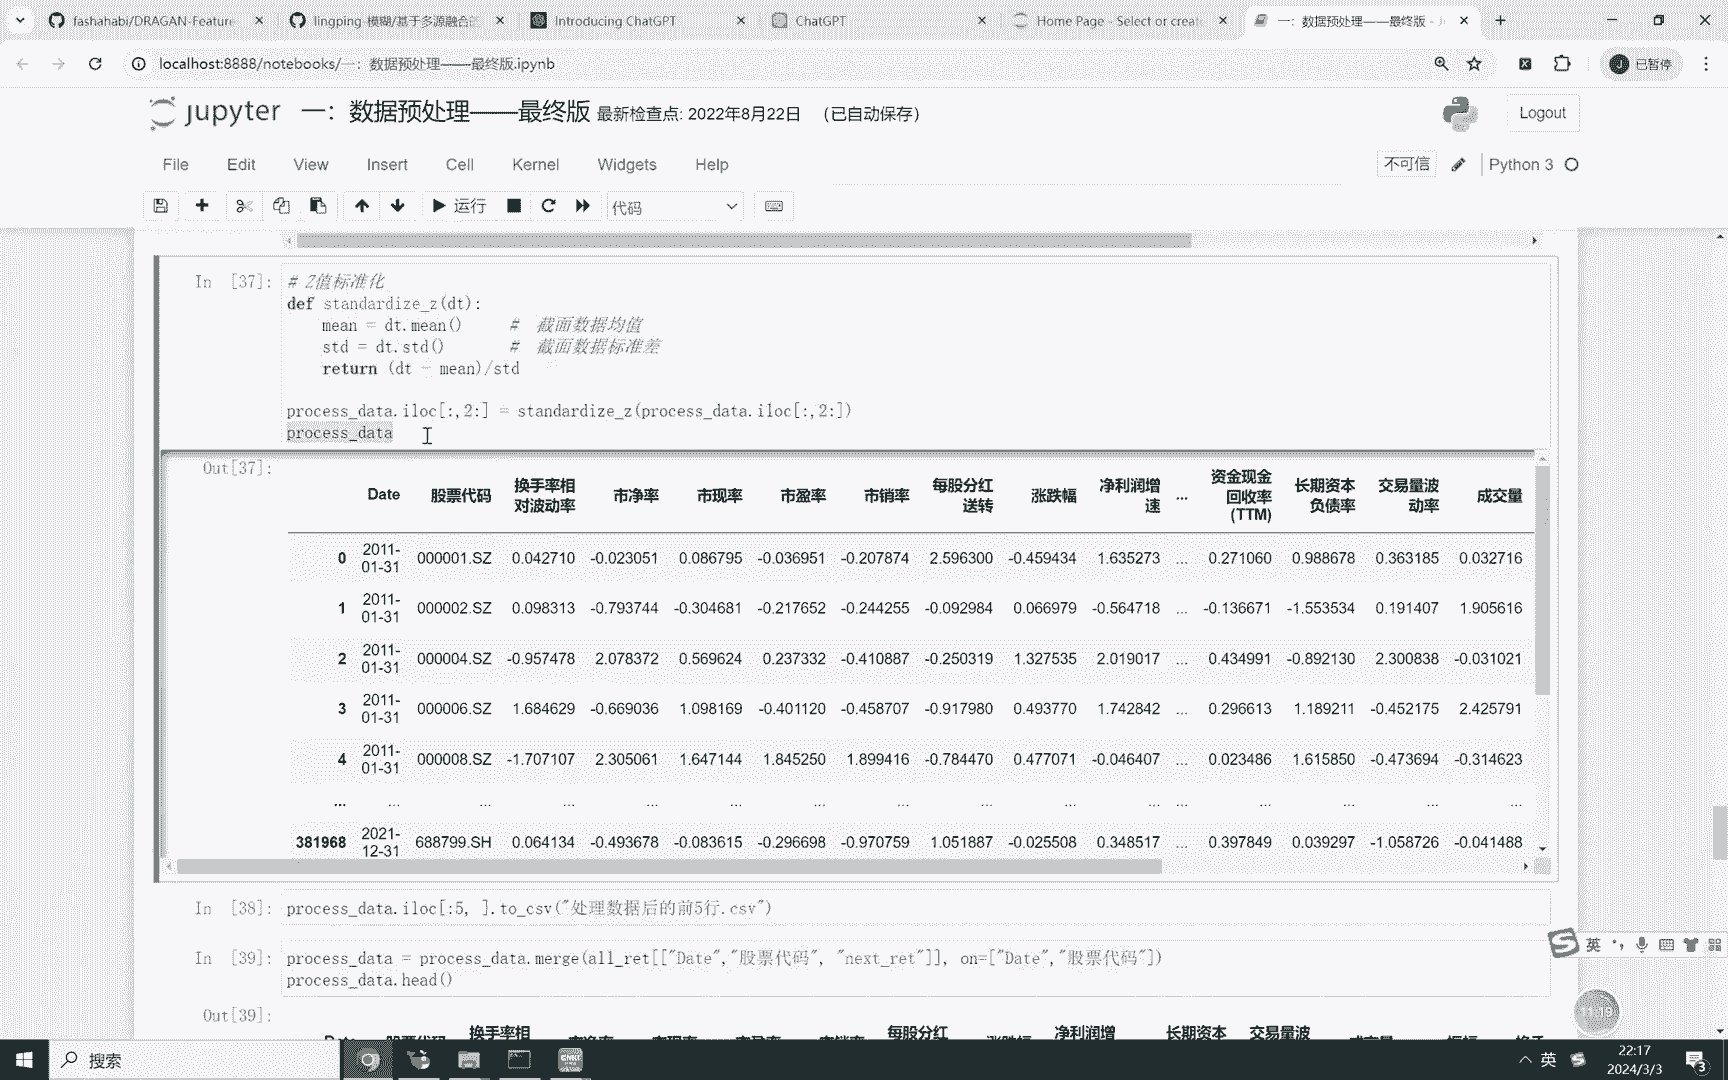 fashahabi/DRAGAN-Feature
lingping-模糊/基于多源融合的
Introducing ChatGPT
ChatGPT
Home Page - Select or create
一：数据预处理——最终版 - J
localhost:8888/notebooks/一：数据预处理——最终版.ipynb
已暂停
jupyter 一：数据预处理——最终版 最新检查点: 2022年8月22日 （已自动保存）
Logout
File Edit View Insert Cell Kernel Widgets Help
不可信 Python 3
运行 代码
In [37]: # Z值标准化
def standardize_z(dt):
mean = dt.mean() # 截面数据均值
std = dt.std() # 截面数据标准差
return (dt - mean)/std
process_data.iloc[:,2:] = standardize_z(process_data.iloc[:,2:])
process_data
Out[37]:
Date 股票代码 换手率相对波动率 市净率 市现率 市盈率 市销率 每股分红送转 涨跌幅 净利润增速 ... 资金现金回收率(TTM) 长期资本负债率 交易量波动率 成交量
0 2011-01-31 000001.SZ 0.042710 -0.023051 0.086795 -0.036951 -0.207874 2.596300 -0.459434 1.635273 ... 0.271060 0.988678 0.363185 0.032716
1 2011-01-31 000002.SZ 0.098313 -0.793744 -0.304681 -0.217652 -0.244255 -0.092984 0.066979 -0.564718 ... -0.136671 -1.553534 0.191407 1.905616
2 2011-01-31 000004.SZ -0.957478 2.078372 0.569624 0.237332 -0.410887 -0.250319 1.327535 2.019017 ... 0.434991 -0.892130 2.300838 -0.031021
3 2011-01-31 000006.SZ 1.684629 -0.669036 1.098169 -0.401120 -0.458707 -0.917980 0.493770 1.742842 ... 0.296613 1.189211 -0.452175 2.425791
4 2011-01-31 000008.SZ -1.707107 2.305061 1.647144 1.845250 1.899416 -0.784470 0.477071 -0.046407 ... 0.023486 1.615850 -0.473694 -0.314623
... ... ... ... ... ... ... ... ... ... ... ... ... ... ...
381968 2021-12-31 688799.SH 0.064134 -0.493678 -0.083615 -0.296698 -0.970759 1.051887 -0.025508 0.348517 ... 0.397849 0.039297 -1.058726 -0.041488
In [38]: process_data.iloc[:5, ].to_csv("处理数据后的前5行.csv")
In [39]: process_data = process_data.merge(all_ret[["Date","股票代码", "next_ret"]], on=["Date","股票代码"])
process_data.head()
Out[39]:
换手率相 每股分红 净利润增 长期资本 交易量波
英
11:19
搜索
英
22:17
2024/3/3
3